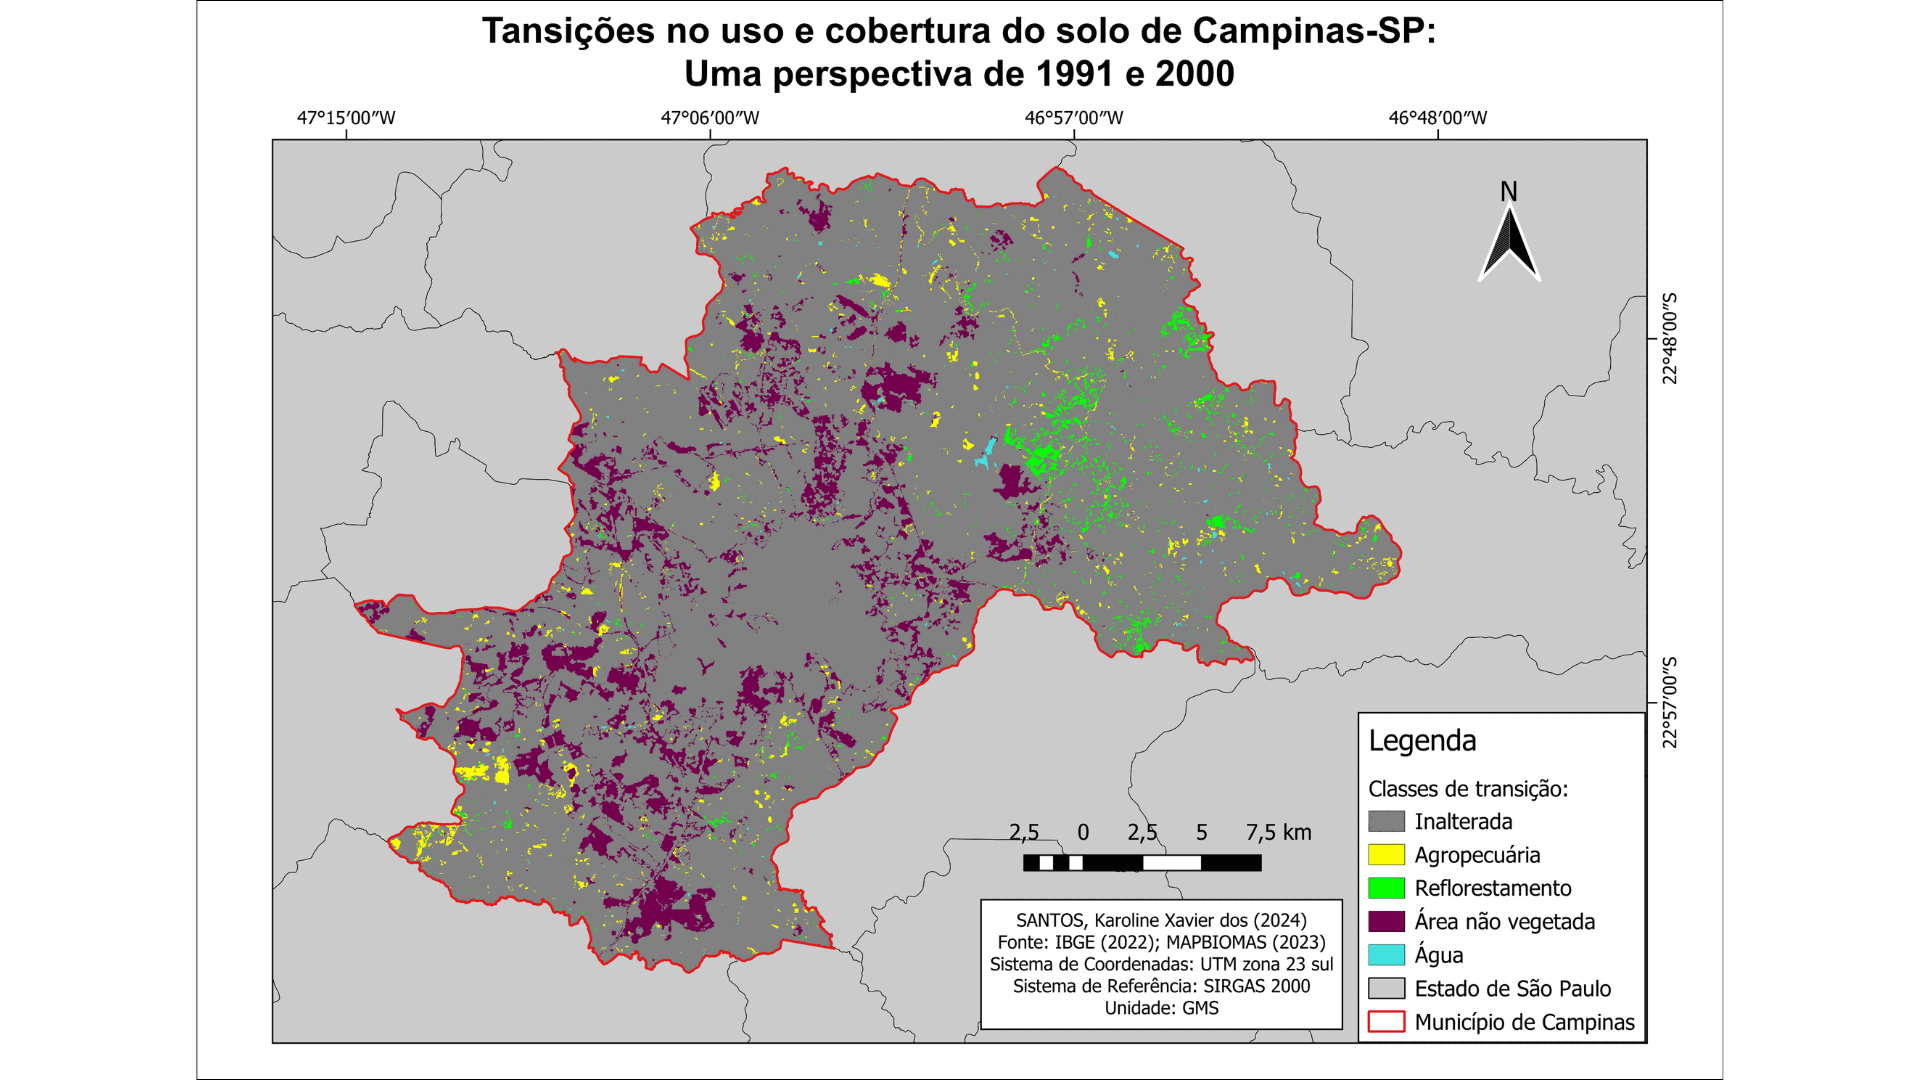 Tansições no uso e cobertura do solo de Campinas-SP:
Uma perspectiva de 1991 e 2000
47°15′00″W
47°06′00″W
46°57′00″W
46°48′00″W
N
22°48′00″S
22°57′00″S
Legenda
Classes de transição:
Inalterada
Agropecuária
Reflorestamento
Área não vegetada
Água
Estado de São Paulo
Município de Campinas
2,5 0 2,5 5 7,5 km
SANTOS, Karoline Xavier dos (2024)
Fonte: IBGE (2022); MAPBIOMAS (2023)
Sistema de Coordenadas: UTM zona 23 sul
Sistema de Referência: SIRGAS 2000
Unidade: GMS